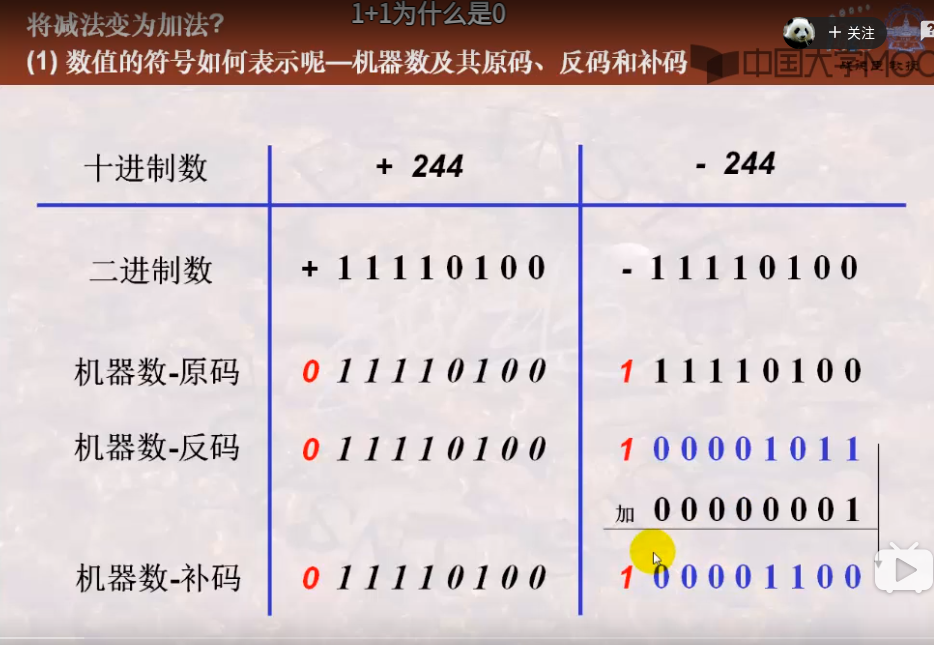 将减法变为加法?
1+1为什么是0
+ 关注
(1) 数值的符号如何表示呢—机器数及其原码、反码和补码
中国大学MOO
十进制数 + 244 - 244
二进制数 + 1 1 1 1 0 1 0 0 - 1 1 1 1 0 1 0 0
机器数-原码 0 1 1 1 1 0 1 0 0 1 1 1 1 1 0 1 0 0
机器数-反码 0 1 1 1 1 0 1 0 0 1 0 0 0 0 1 0 1 1
加 0 0 0 0 0 0 0 1
机器数-补码 0 1 1 1 1 0 1 0 0 1 0 0 0 0 1 1 0 0